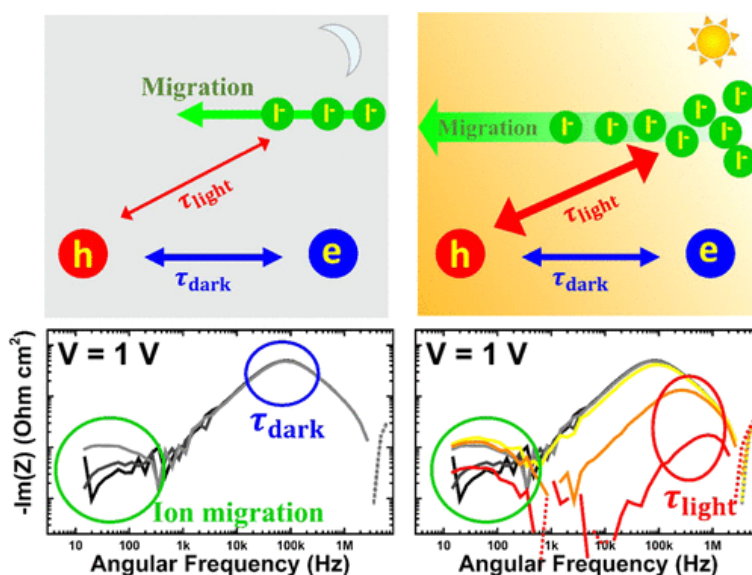 Migration
I- I- I-
τlight
h
e
τdark
Migration
I- I- I- I- I- I- I- I-
τlight
h
e
τdark
-Im(Z) (Ohm cm²)
V = 1 V
τdark
Ion migration
10 100 1k 10k 100k 1M
Angular Frequency (Hz)
V = 1 V
τlight
10 100 1k 10k 100k 1M
Angular Frequency (Hz)